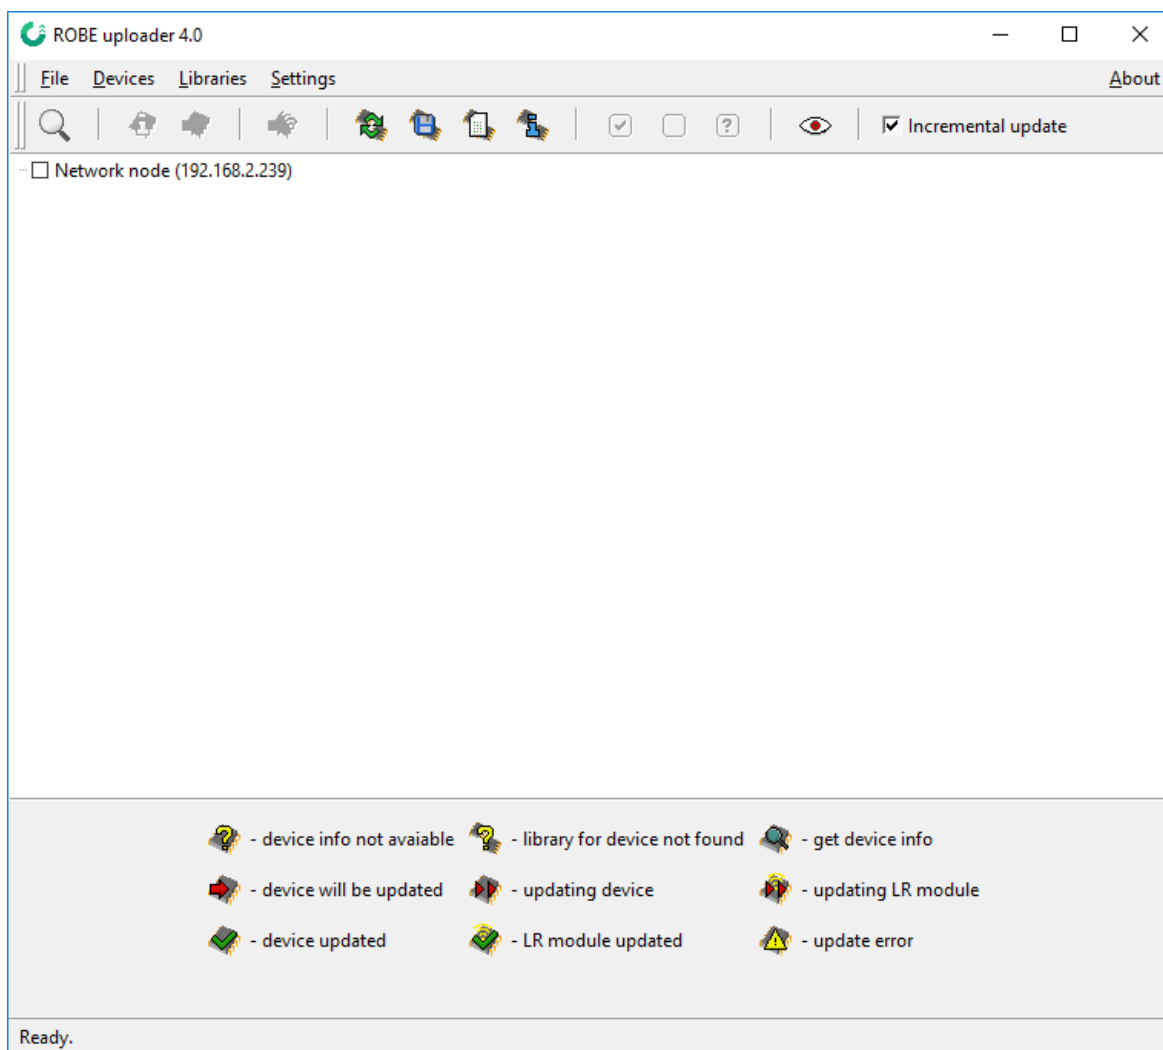 ROBE uploader 4.0
File Devices Libraries Settings About
Incremental update
Network node (192.168.2.239)
- device info not avaiable - library for device not found - get device info
- device will be updated - updating device - updating LR module
- device updated - LR module updated - update error
Ready.